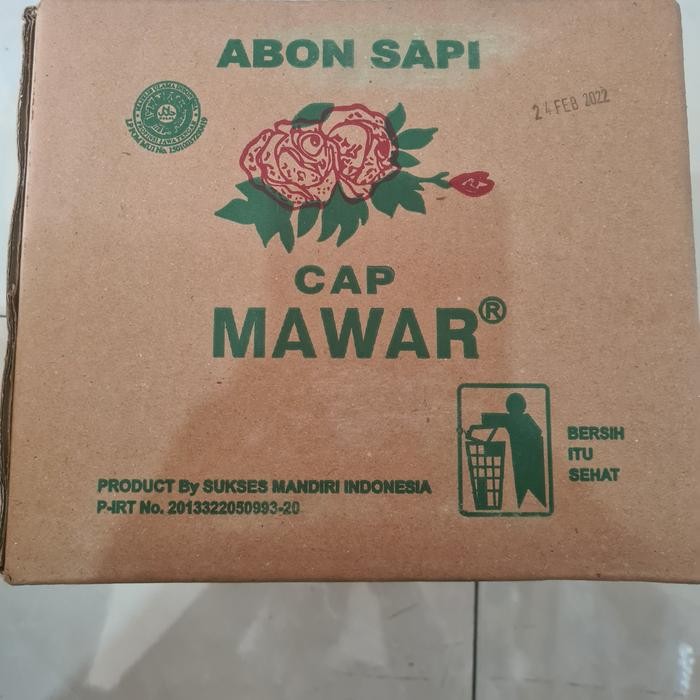 ABON SAPI
24 FEB 2022
CAP
MAWAR®
BERSIH
ITU
SEHAT
PRODUCT By SUKSES MANDIRI INDONESIA
P-IRT No. 2013322050993-20